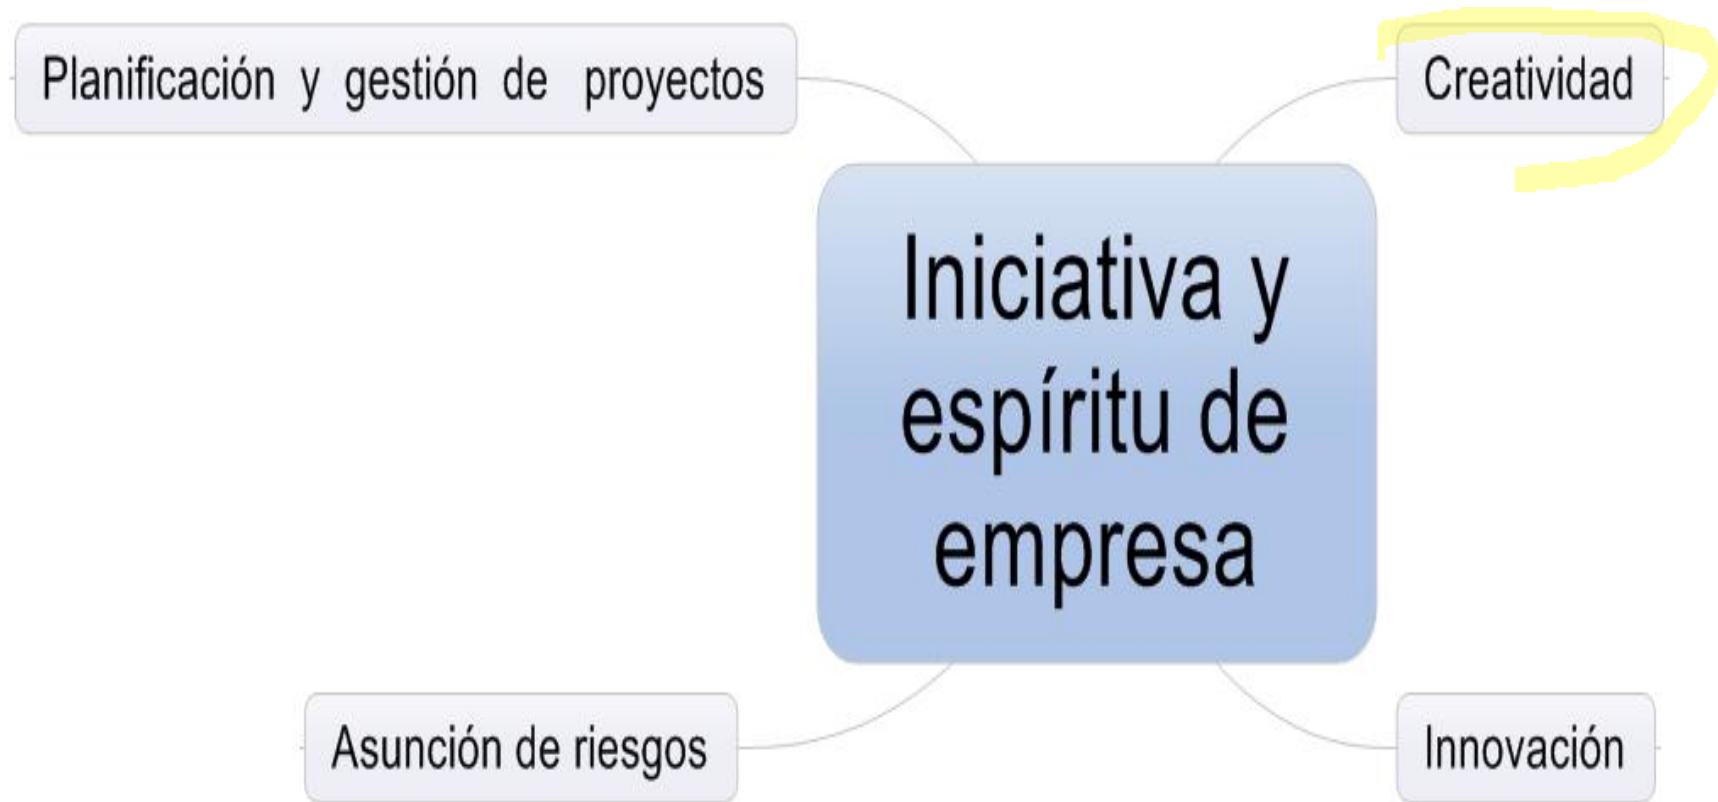 Planificación y gestión de proyectos
Creatividad
Iniciativa y
espíritu de
empresa
Asunción de riesgos
Innovación